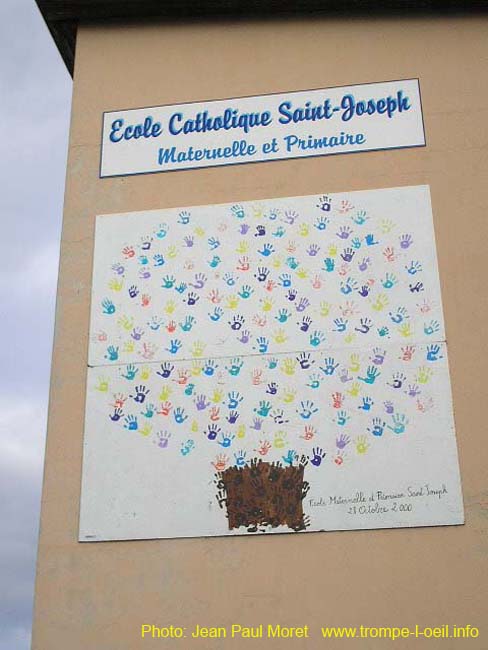 Ecole Catholique Saint-Joseph
Maternelle et Primaire
Ecole Maternelle et Primaire Saint Joseph
28 Octobre 2000
Photo: Jean Paul Moret www.trompe-l-oeil.info